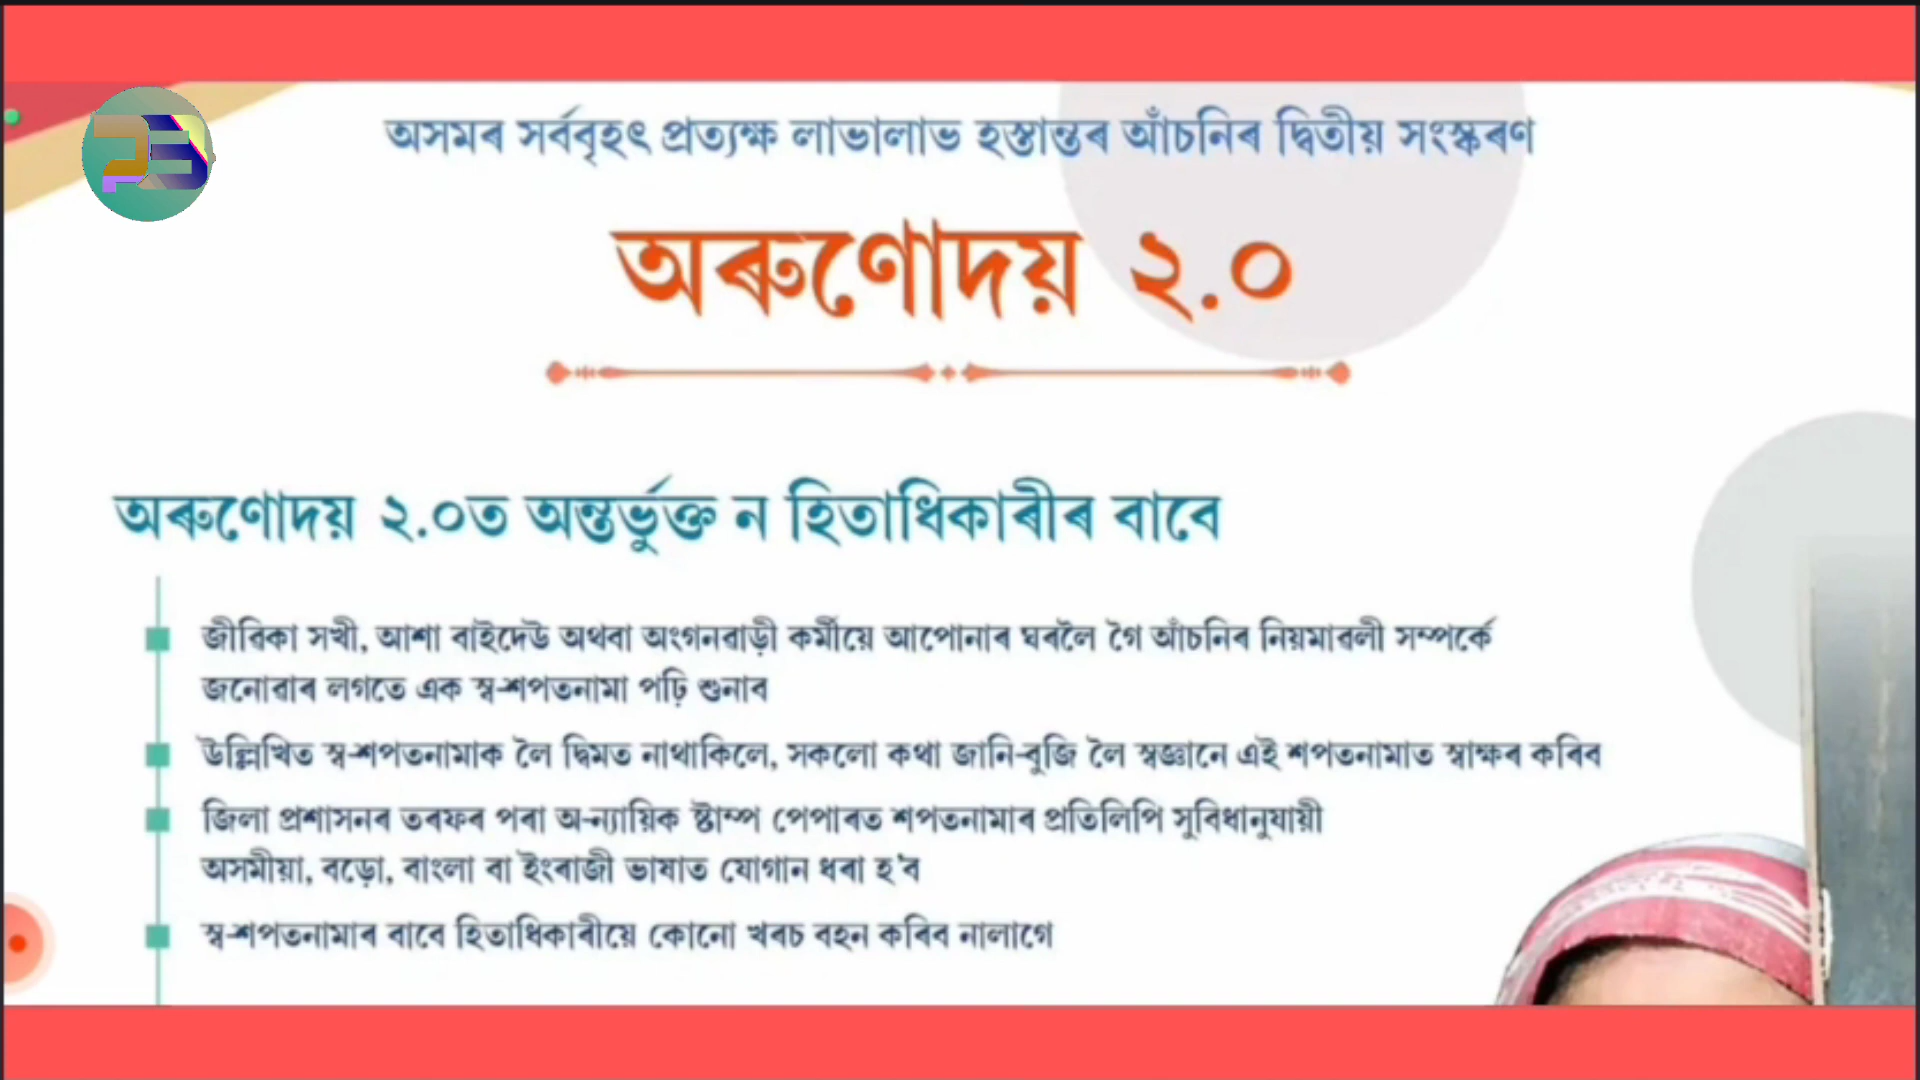 অসমৰ সৰ্ববৃহৎ প্ৰত্যক্ষ লাভালাভ হস্তান্তৰ আঁচনিৰ দ্বিতীয় সংস্কৰণ
অৰুণোদয় ২.০
অৰুণোদয় ২.০ত অন্তৰ্ভুক্ত ন হিতাধিকাৰীৰ বাবে
জীৱিকা সখী, আশা বাইদেউ অথবা অংগনৱাড়ী কৰ্মীয়ে আপোনাৰ ঘৰলৈ গৈ আঁচনিৰ নিয়মাৱলী সম্পৰ্কে
জনোৱাৰ লগতে এক স্ব-শপতনামা পঢ়ি শুনাব
উল্লিখিত স্ব-শপতনামাক লৈ দ্বিমত নাথাকিলে, সকলো কথা জানি-বুজি লৈ স্বজ্ঞানে এই শপতনামাত স্বাক্ষৰ কৰিব
জিলা প্ৰশাসনৰ তৰফৰ পৰা অ-ন্যায়িক ষ্টাম্প পেপাৰত শপতনামাৰ প্ৰতিলিপি সুবিধানুযায়ী
অসমীয়া, বড়ো, বাংলা বা ইংৰাজী ভাষাত যোগান ধৰা হ'ব
স্ব-শপতনামাৰ বাবে হিতাধিকাৰীয়ে কোনো খৰচ বহন কৰিব নালাগে